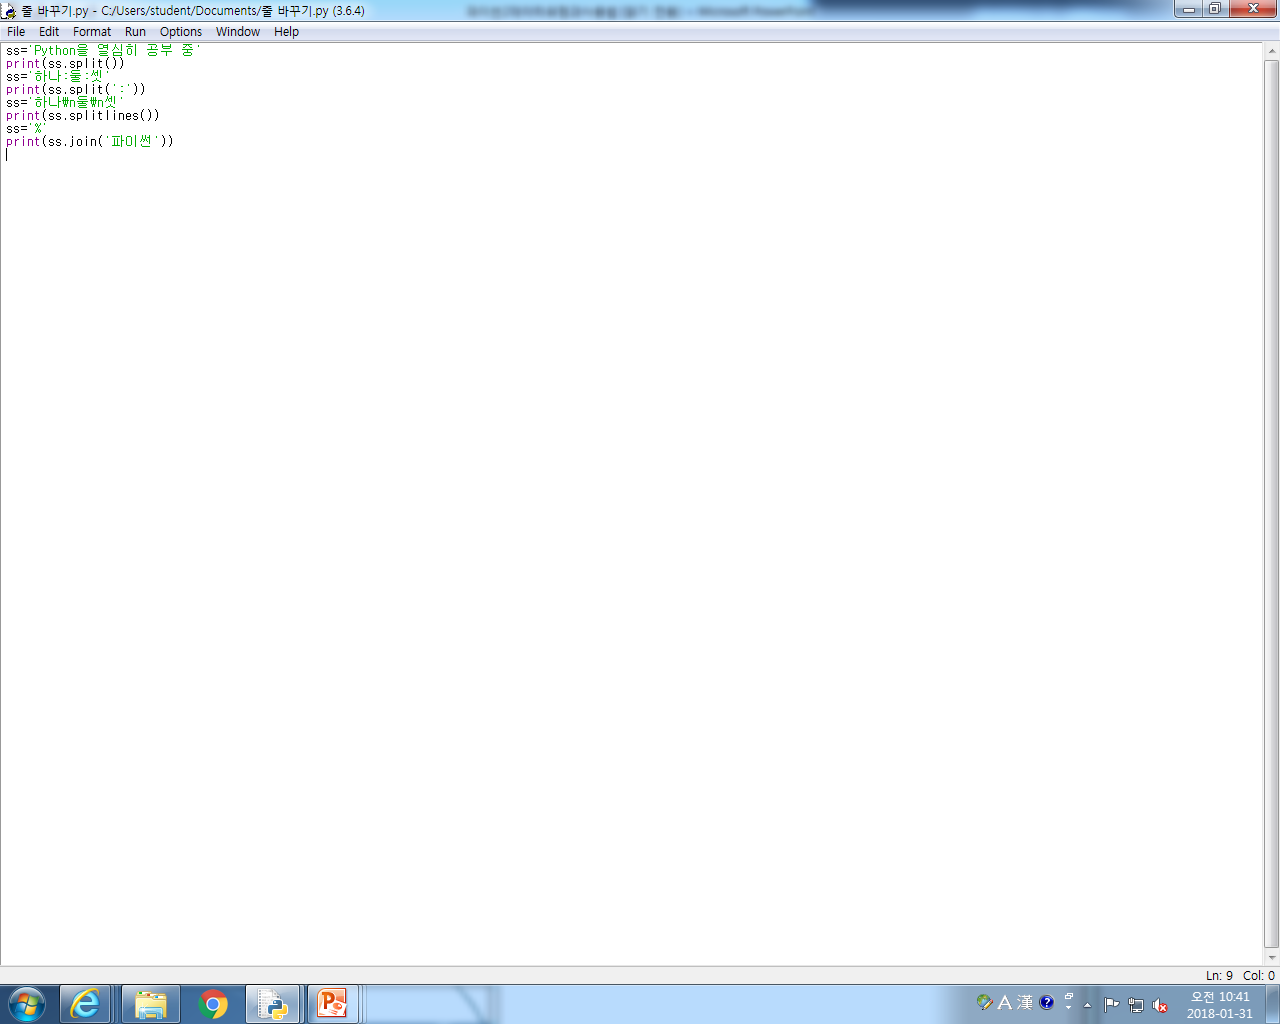 줄 바꾸기.py - C:/Users/student/Documents/줄 바꾸기.py (3.6.4)
File Edit Format Run Options Window Help
ss='Python을 열심히 공부 중'
print(ss.split())
ss='하나:둘:셋'
print(ss.split(':'))
ss='하나₩n둘₩n셋'
print(ss.splitlines())
ss='%'
print(ss.join('파이썬'))
Ln: 9 Col: 0
A 漢
오전 10:41
2018-01-31